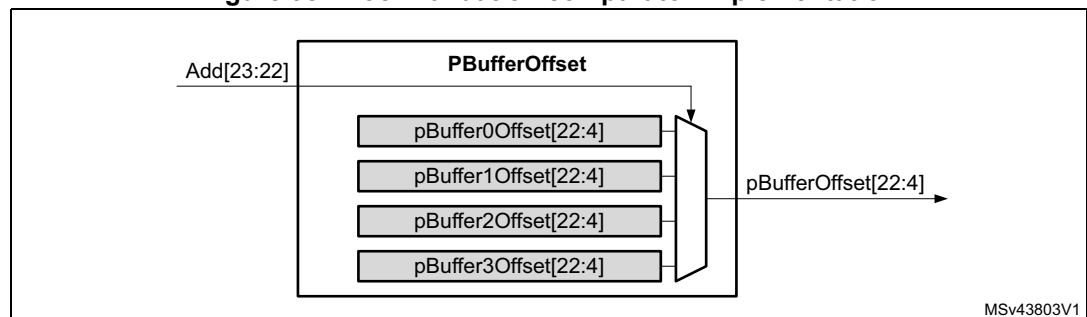 PBufferOffset
Add[23:22]
pBuffer0Offset[22:4]
pBuffer1Offset[22:4]
pBufferOffset[22:4]
pBuffer2Offset[22:4]
pBuffer3Offset[22:4]
MSv43803V1